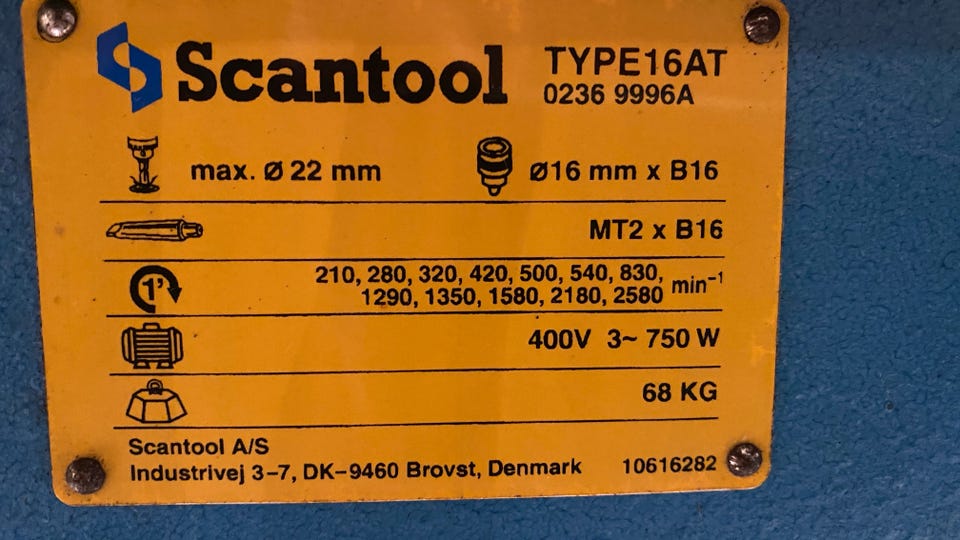 Scantool TYPE16AT
0236 9996A
max. Ø 22 mm Ø16 mm x B16
MT2 x B16
1' 210, 280, 320, 420, 500, 540, 830,
1290, 1350, 1580, 2180, 2580 min⁻¹
400V 3~ 750 W
68 KG
Scantool A/S
Industrivej 3–7, DK–9460 Brovst, Denmark 10616282